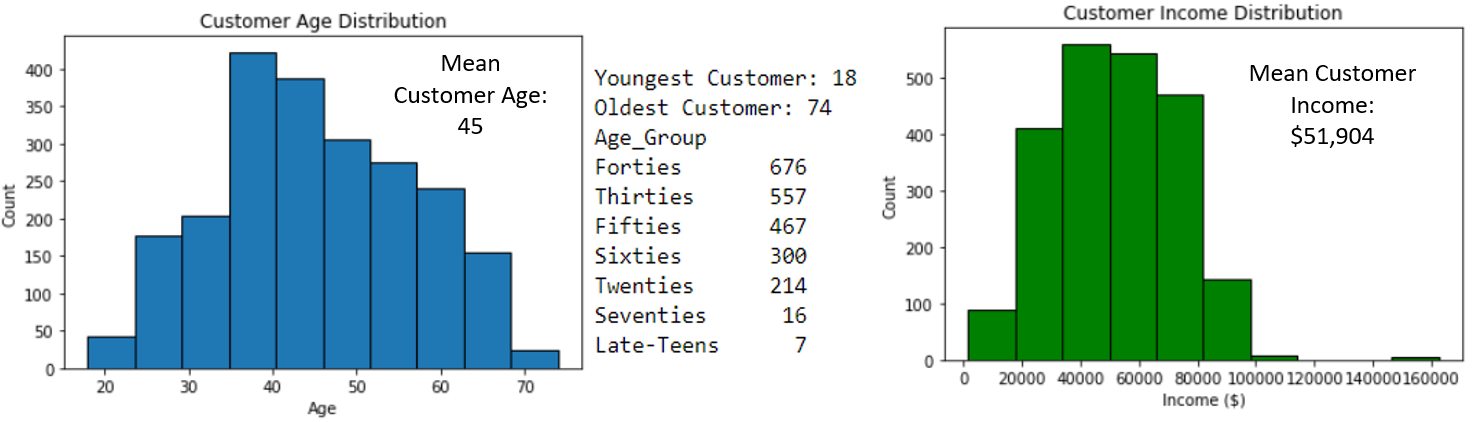 Customer Age Distribution
Mean
Customer Age:
45
400
350
300
250
200
150
100
50
0
Count
20 30 40 50 60 70
Age
Youngest Customer: 18
Oldest Customer: 74
Age_Group
Forties 676
Thirties 557
Fifties 467
Sixties 300
Twenties 214
Seventies 16
Late-Teens 7
Customer Income Distribution
Mean Customer
Income:
$51,904
500
400
300
200
100
0
Count
0 20000 40000 60000 80000 100000 120000 140000 160000
Income ($)